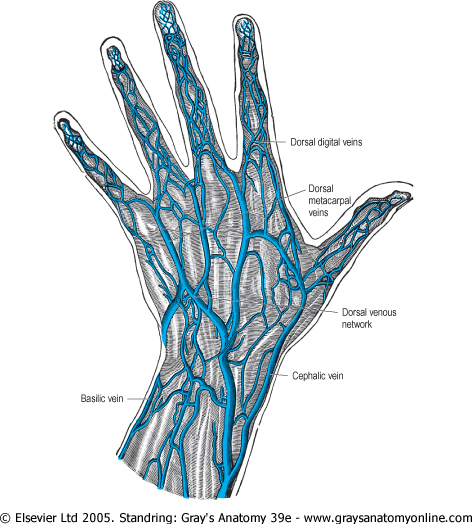 Dorsal digital veins
Dorsal
metacarpal
veins
Dorsal venous
network
Cephalic vein
Basilic vein
© Elsevier Ltd 2005. Standring: Gray's Anatomy 39e - www.graysanatomyonline.com